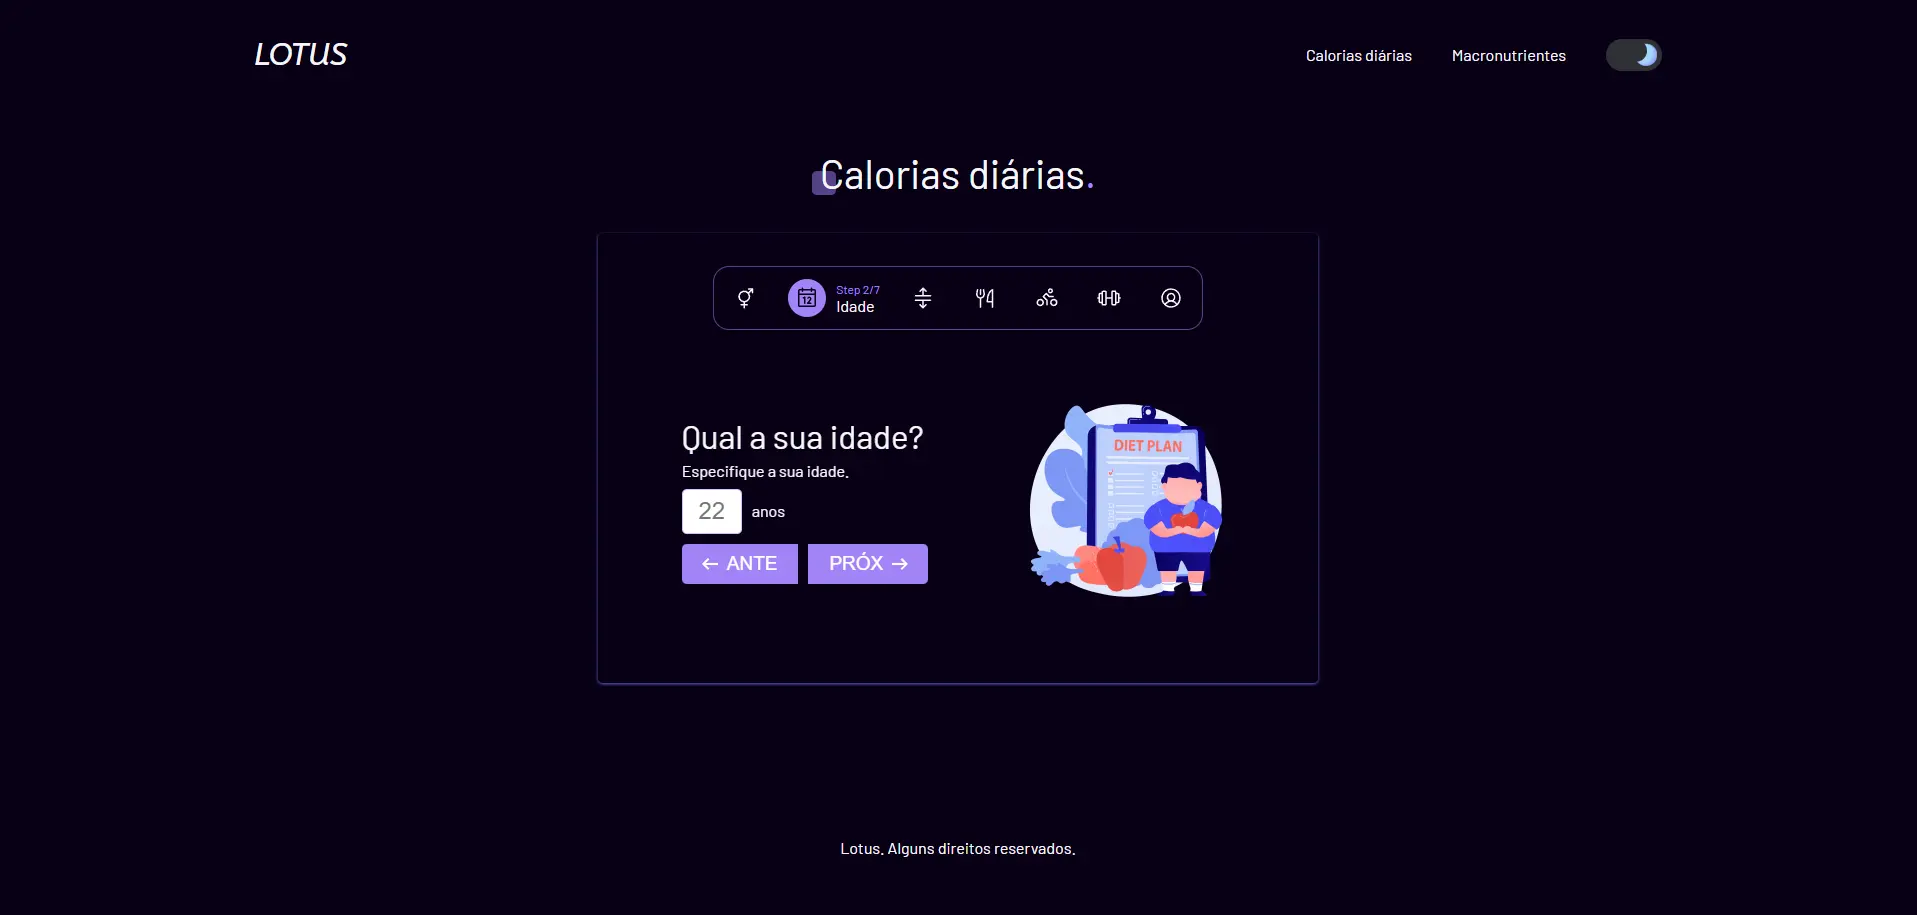 LOTUS
Calorias diárias
Macronutrientes
Calorias diárias.
12
Step 2/7
Idade
Qual a sua idade?
Especifique a sua idade.
22 anos
← ANTE
PRÓX →
DIET PLAN
Lotus. Alguns direitos reservados.